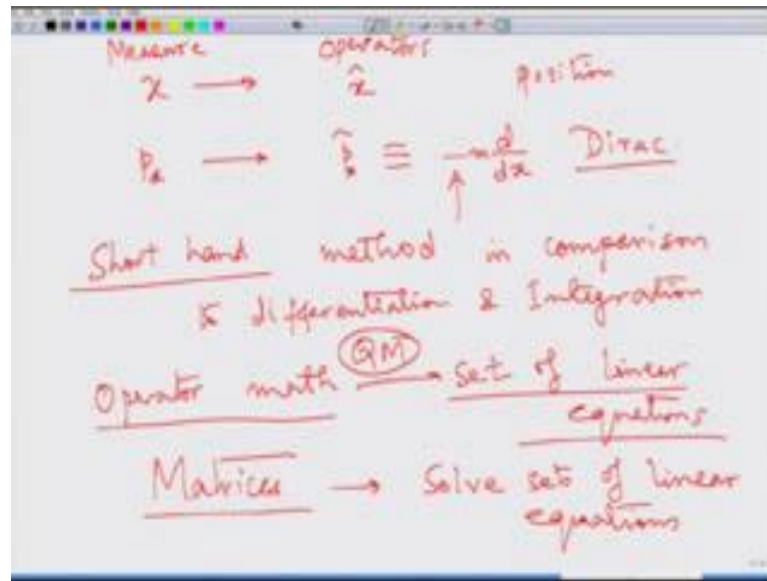 Measure Operators
x → x̂ position
pₓ → p̂ₓ ≡ d/dx Dirac
Short hand method in comparison
to differentiation & Integration
Operator math QM → set of linear
equations
Matrices → Solve sets of linear
equations